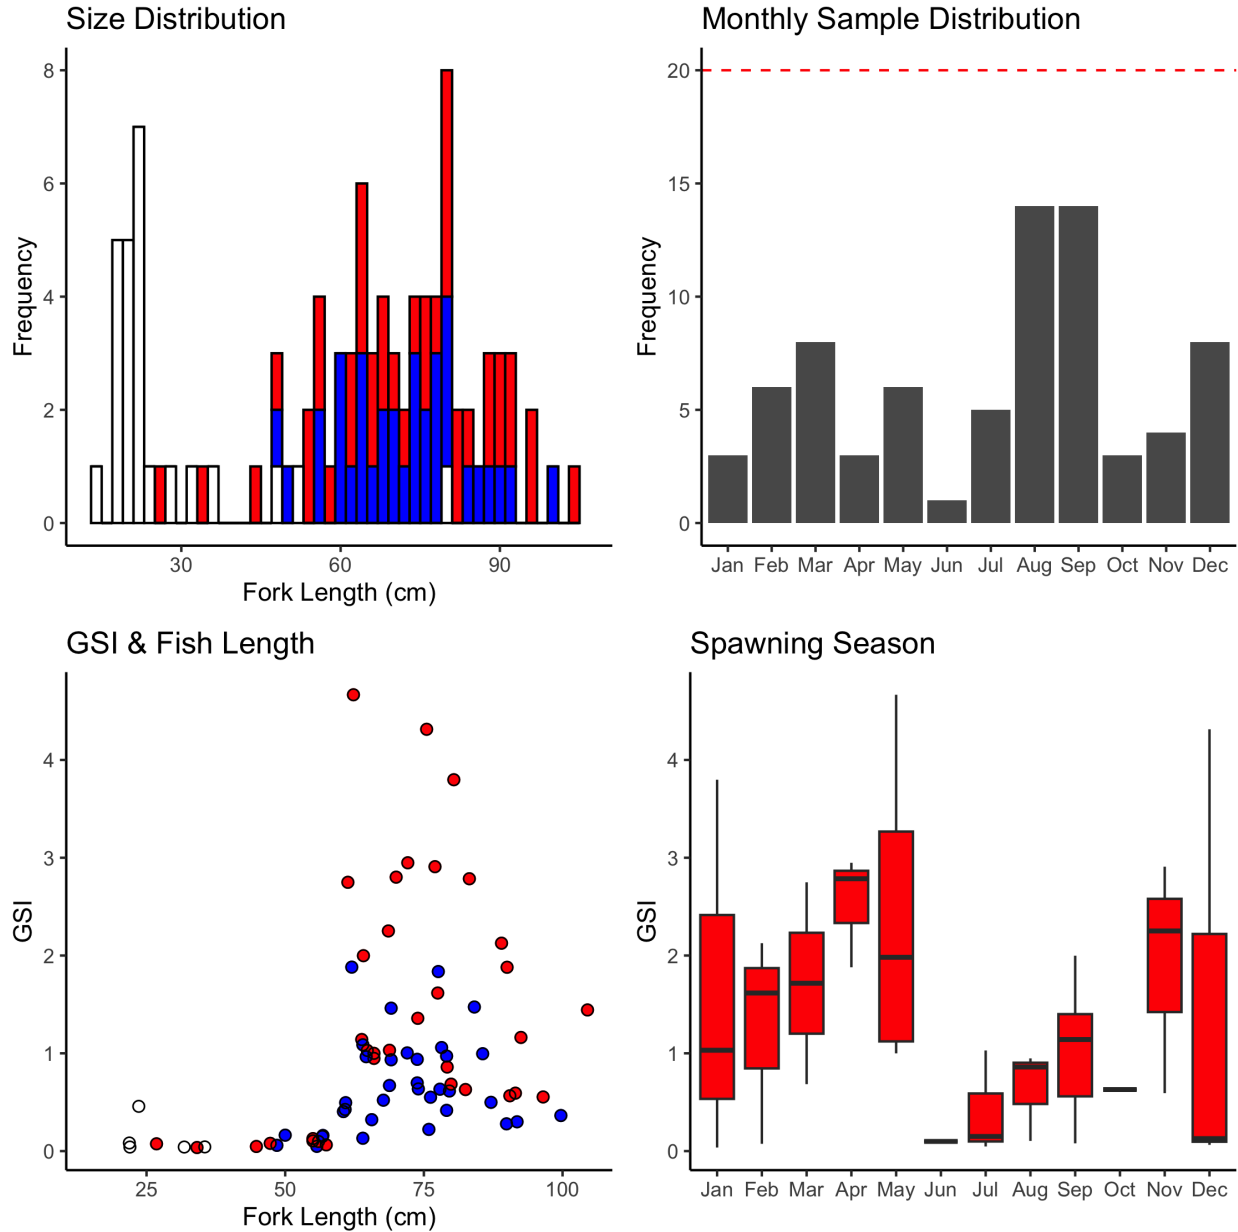 Size Distribution
8
6
4
2
0
Frequency
30 60 90
Fork Length (cm)
Monthly Sample Distribution
20
15
10
5
0
Frequency
Jan Feb Mar Apr May Jun Jul Aug Sep Oct Nov Dec
GSI & Fish Length
4
3
2
1
0
GSI
25 50 75 100
Fork Length (cm)
Spawning Season
4
3
2
1
0
GSI
Jan Feb Mar Apr May Jun Jul Aug Sep Oct Nov Dec